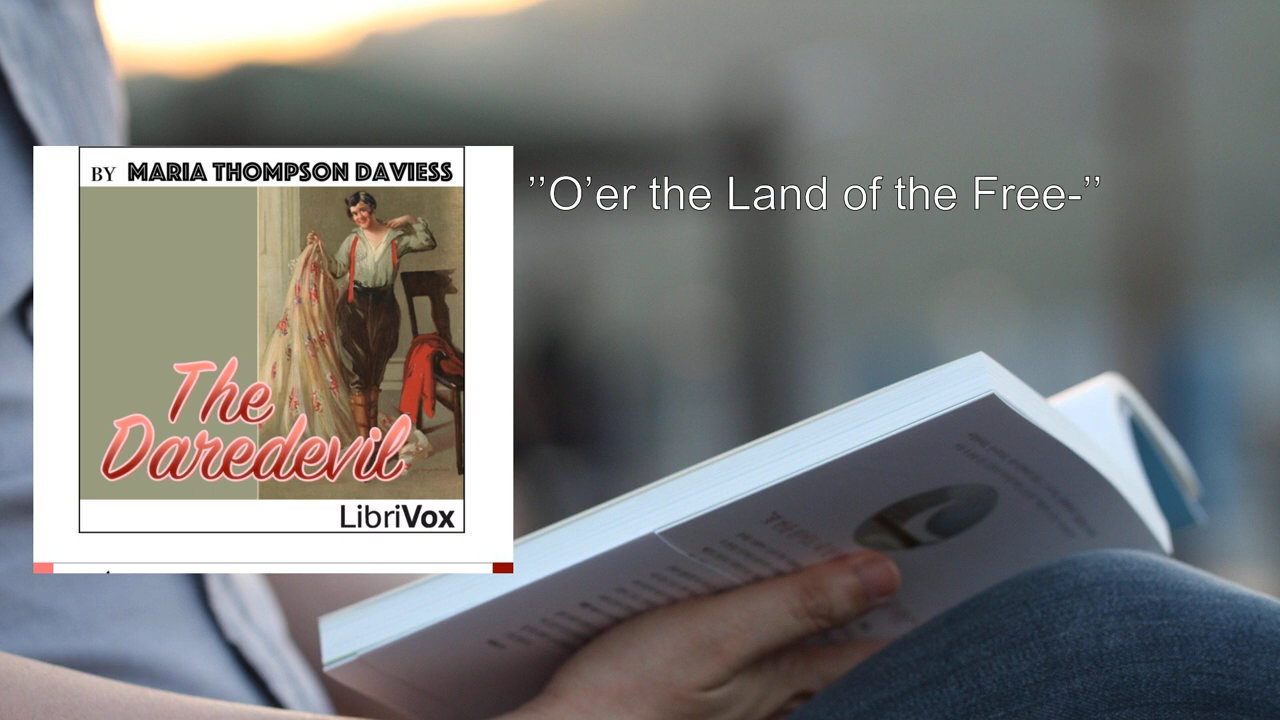 BY MARIA THOMPSON DAVIESS
The
Daredevil
LibriVox
’’O’er the Land of the Free-’’